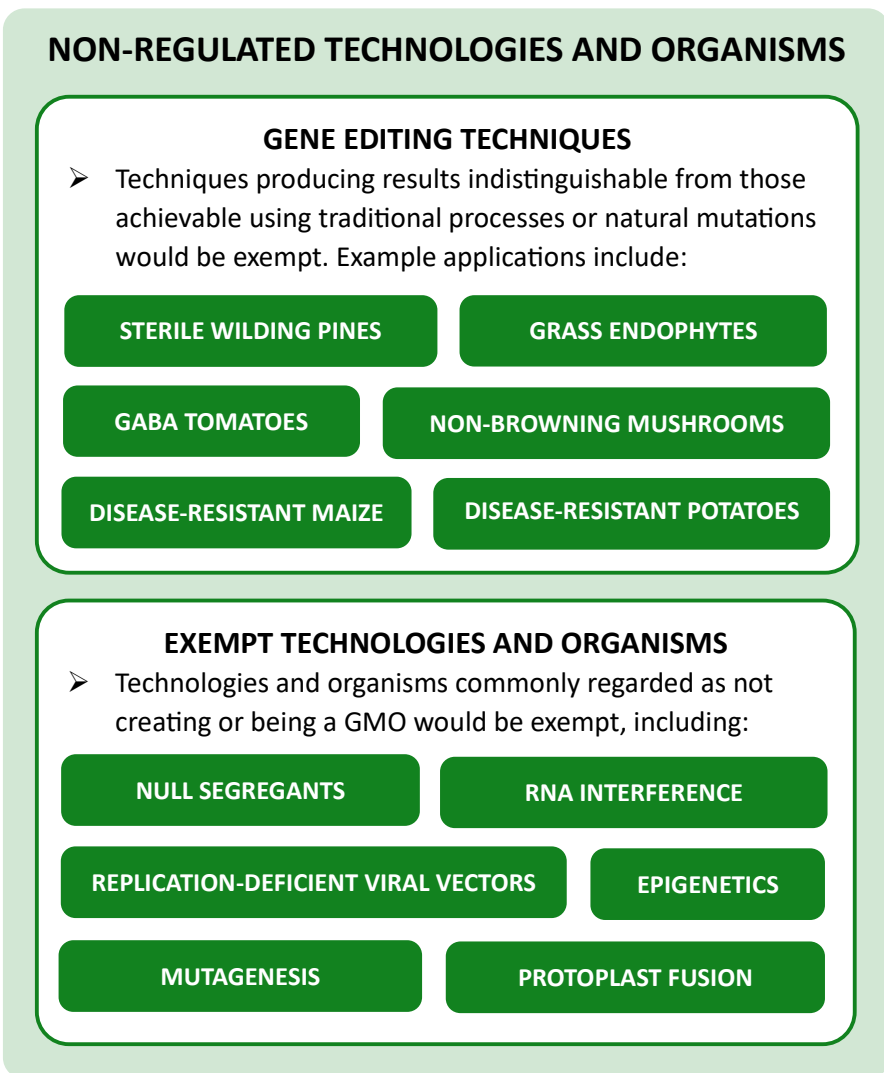 NON-REGULATED TECHNOLOGIES AND ORGANISMS
GENE EDITING TECHNIQUES
➢ Techniques producing results indistinguishable from those
achievable using traditional processes or natural mutations
would be exempt. Example applications include:
STERILE WILDING PINES
GRASS ENDOPHYTES
GABA TOMATOES
NON-BROWNING MUSHROOMS
DISEASE-RESISTANT MAIZE
DISEASE-RESISTANT POTATOES
EXEMPT TECHNOLOGIES AND ORGANISMS
➢ Technologies and organisms commonly regarded as not
creating or being a GMO would be exempt, including:
NULL SEGREGANTS
RNA INTERFERENCE
REPLICATION-DEFICIENT VIRAL VECTORS
EPIGENETICS
MUTAGENESIS
PROTOPLAST FUSION